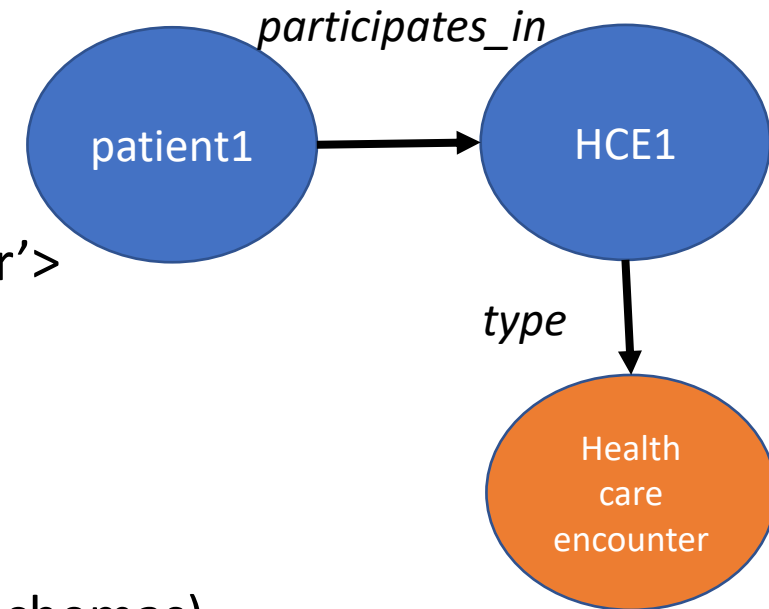 participates_in
patient1
HCE1
r’>
type
Health
care
encounter